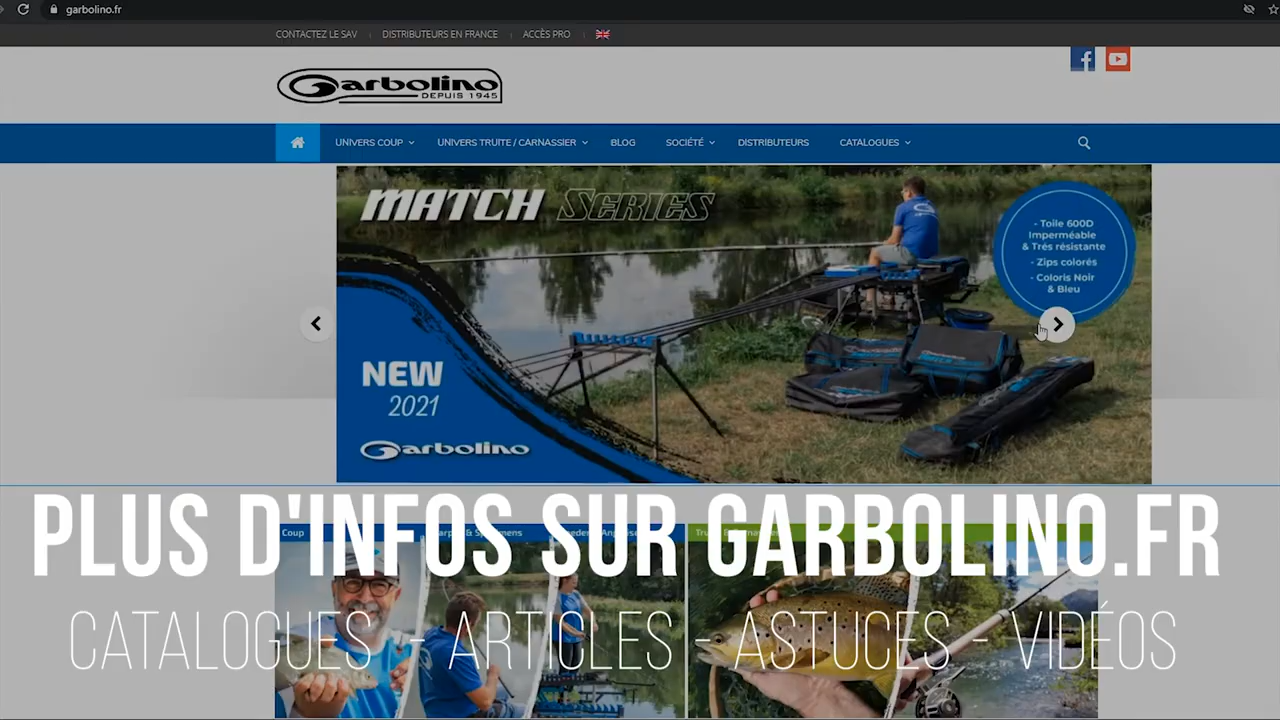 garbolino.fr
CONTACTEZ LE SAV
DISTRIBUTEURS EN FRANCE
ACCÈS PRO
Garbolino
DEPUIS 1945
UNIVERS COUP
UNIVERS TRUITE / CARNASSIER
BLOG
SOCIÉTÉ
DISTRIBUTEURS
CATALOGUES
MATCH SERIES
- Toile 600D
Imperméable
& Trés résistante
- Zips colorés
- Coloris Noir
& Bleu
NEW
2021
Garbolino
PLUS D'INFOS SUR GARBOLINO.FR
Coup
CATALOGUES - ARTICLES - ASTUCES - VIDÉOS